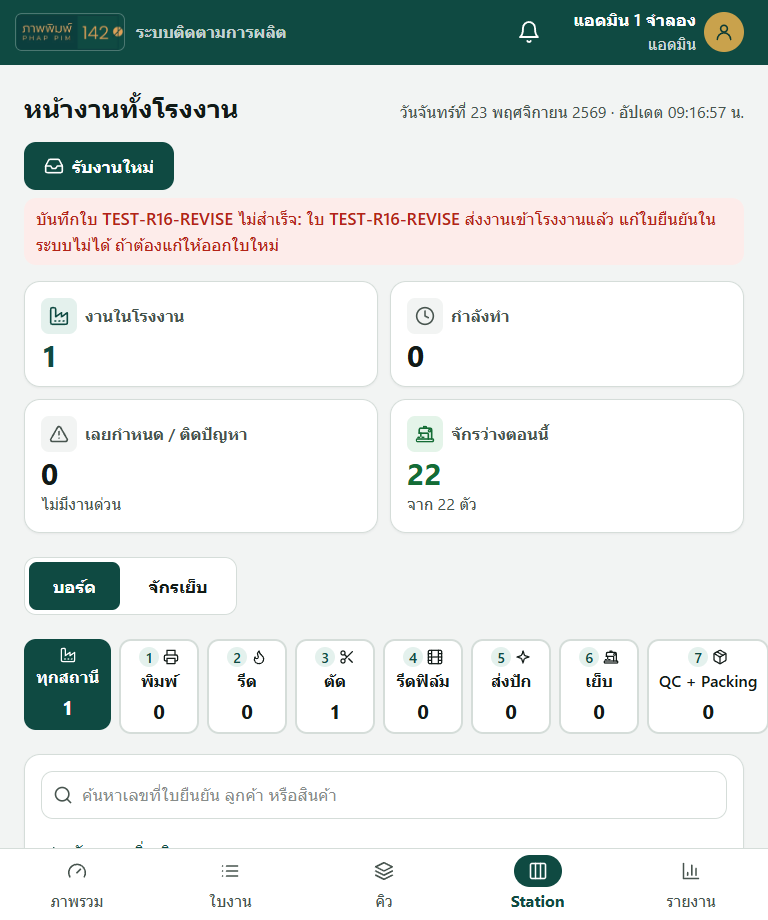 ภาพพิมพ์
PHAP PIM
142
ระบบติดตามการผลิต
แอดมิน 1 จำลอง
แอดมิน
หน้างานทั้งโรงงาน
วันจันทร์ที่ 23 พฤศจิกายน 2569 · อัปเดต 09:16:57 น.
รับงานใหม่
บันทึกใบ TEST-R16-REVISE ไม่สำเร็จ: ใบ TEST-R16-REVISE ส่งงานเข้าโรงงานแล้ว แก้ใบยืนยันใน
ระบบไม่ได้ ถ้าต้องแก้ให้ออกใบใหม่
งานในโรงงาน
1
กำลังทำ
0
เลยกำหนด / ติดปัญหา
0
ไม่มีงานด่วน
จักรว่างตอนนี้
22
จาก 22 ตัว
บอร์ด
จักรเย็บ
ทุกสถานี
1
1
พิมพ์
0
2
รีด
0
3
ตัด
1
4
รีดฟิล์ม
0
5
ส่งปัก
0
6
เย็บ
0
7
QC + Packing
0
ค้นหาเลขที่ใบยืนยัน ลูกค้า หรือสินค้า
ภาพรวม
ใบงาน
คิว
Station
รายงาน